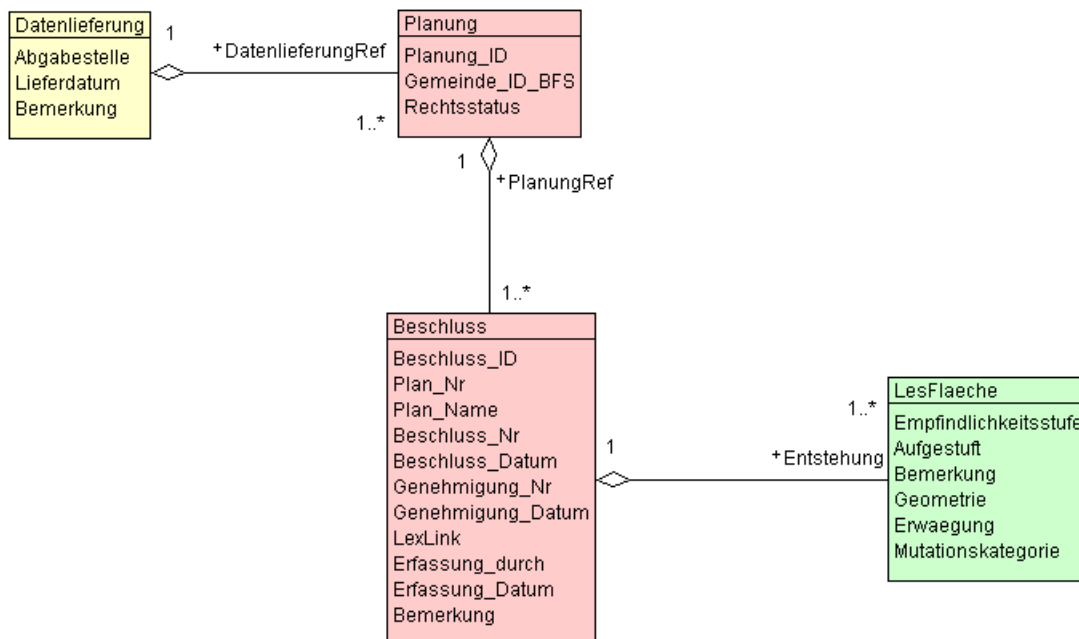 Datenlieferung
Abgabestelle
Lieferdatum
Bemerkung
1
+DatenlieferungRef
1..*
Planung
Planung_ID
Gemeinde_ID_BFS
Rechtsstatus
1
+PlanungRef
1..*
Beschluss
Beschluss_ID
Plan_Nr
Plan_Name
Beschluss_Nr
Beschluss_Datum
Genehmigung_Nr
Genehmigung_Datum
LexLink
Erfassung_durch
Erfassung_Datum
Bemerkung
1
+Entstehung
1..*
LesFlaeche
Empfindlichkeitsstufe
Aufgestuft
Bemerkung
Geometrie
Erwaegung
Mutationskategorie